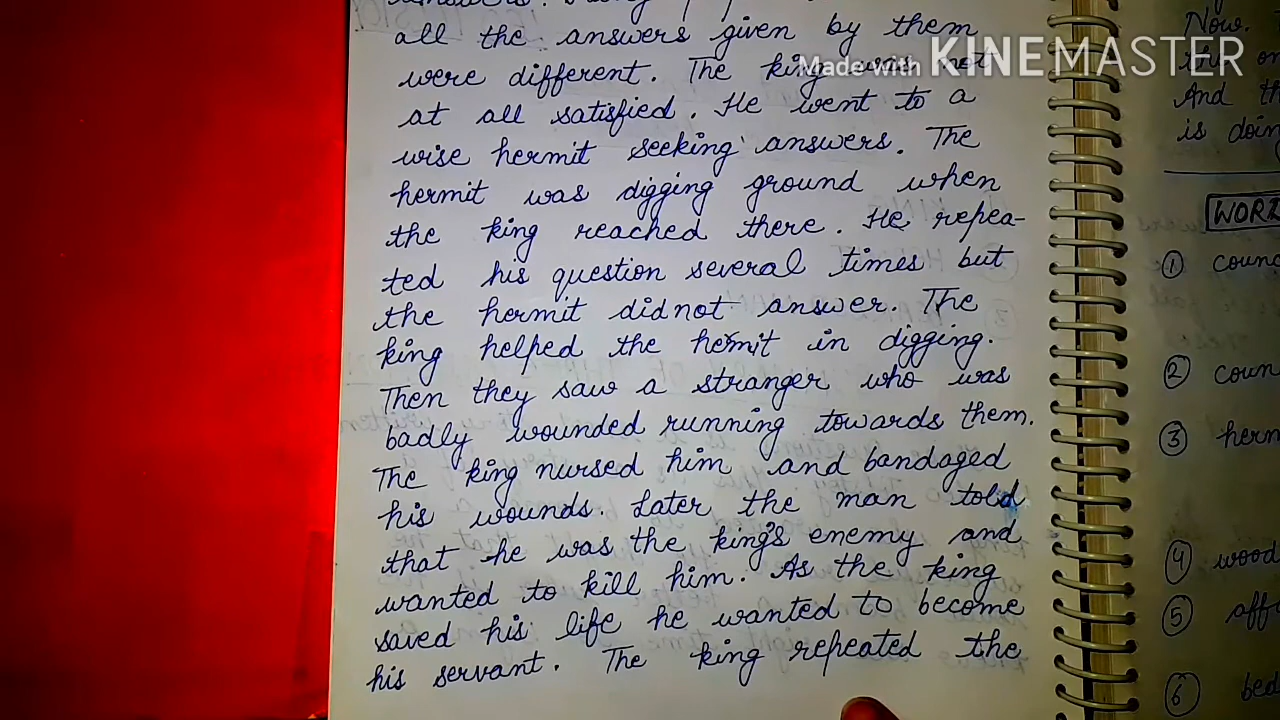 all the answers given by them
were different. The king was not
at all satisfied. He went to a
wise hermit seeking answers. The
hermit was digging ground when
the king reached there. He repea-
ted his question several times but
the hermit did not answer. The
king helped the hermit in digging.
Then they saw a stranger who was
badly wounded running towards them.
The king nursed him and bandaged
his wounds. Later the man told
that he was the king's enemy and
wanted to kill him. As the king
saved his life he wanted to become
his servant. The king repeated the
Made with KINEMASTER
Now.
And th
is doin
WORD
① counc
② coun
③ herm
④ wood
⑤ aff
⑥ bed